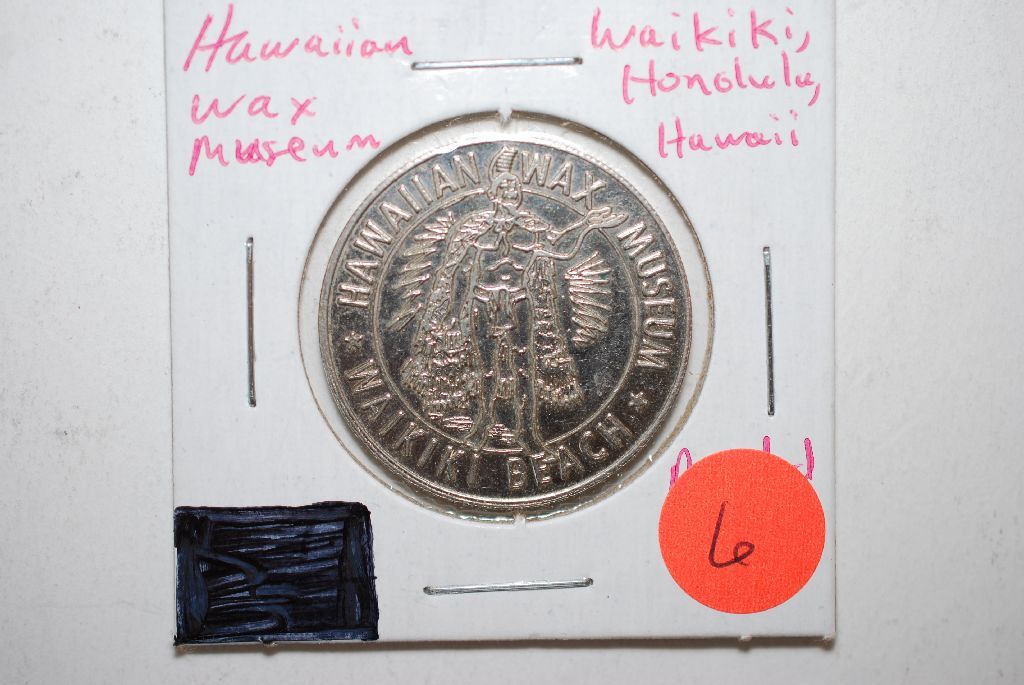 Hawaiian
Wax
Museum
Waikiki,
Honolulu,
Hawaii
HAWAIIAN WAX MUSEUM
WAIKIKI BEACH
6